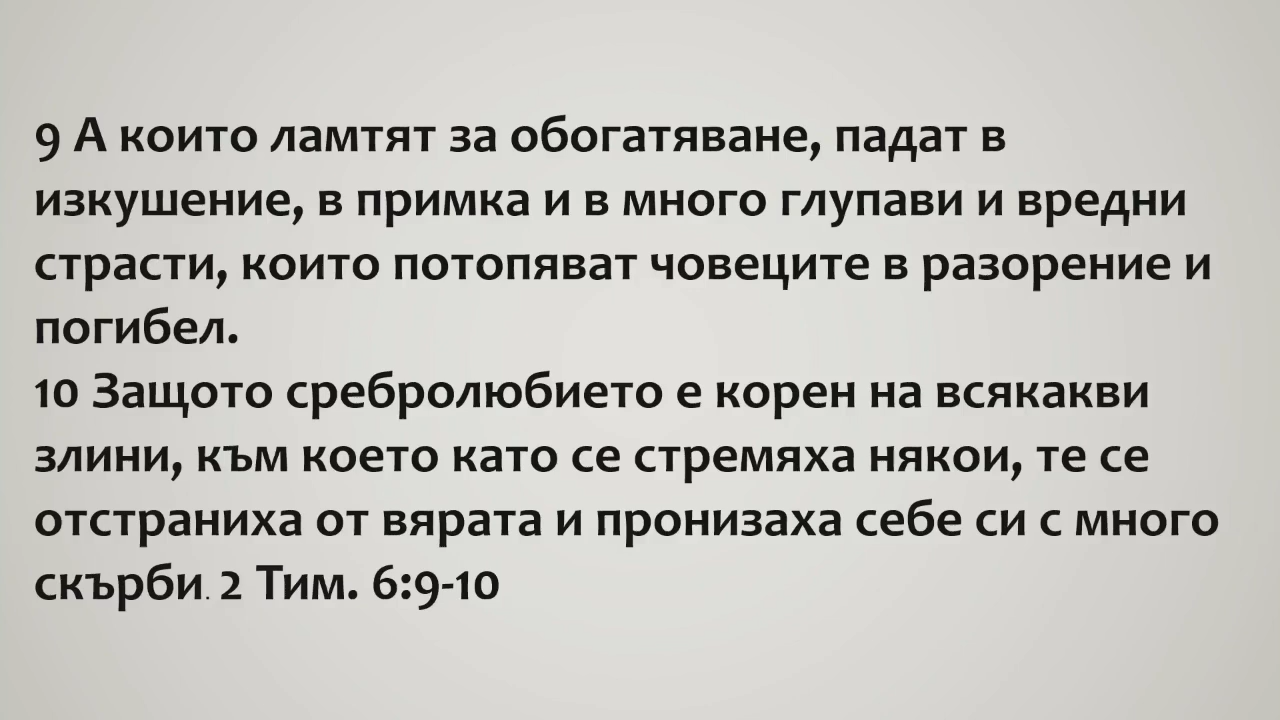 9 А които ламтят за обогатяване, падат в
изкушение, в примка и в много глупави и вредни
страсти, които потопяват човеците в разорение и
погибел.
10 Защото сребролюбието е корен на всякакви
злини, към което като се стремяха някои, те се
отстраниха от вярата и пронизаха себе си с много
скърби. 2 Тим. 6:9-10